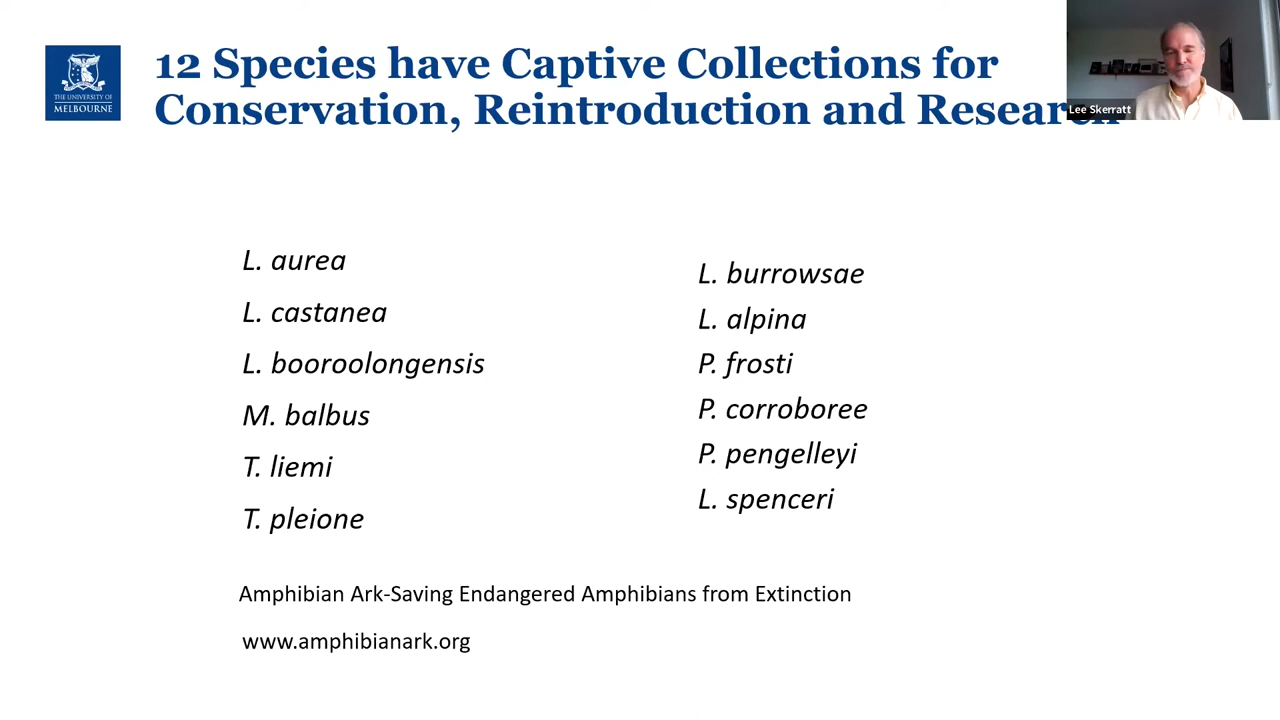 THE UNIVERSITY OF
MELBOURNE
12 Species have Captive Collections for
Conservation, Reintroduction and Research
Lee Skerratt
L. aurea
L. castanea
L. booroolongensis
M. balbus
T. liemi
T. pleione
L. burrowsae
L. alpina
P. frosti
P. corroboree
P. pengelleyi
L. spenceri
Amphibian Ark-Saving Endangered Amphibians from Extinction
www.amphibianark.org